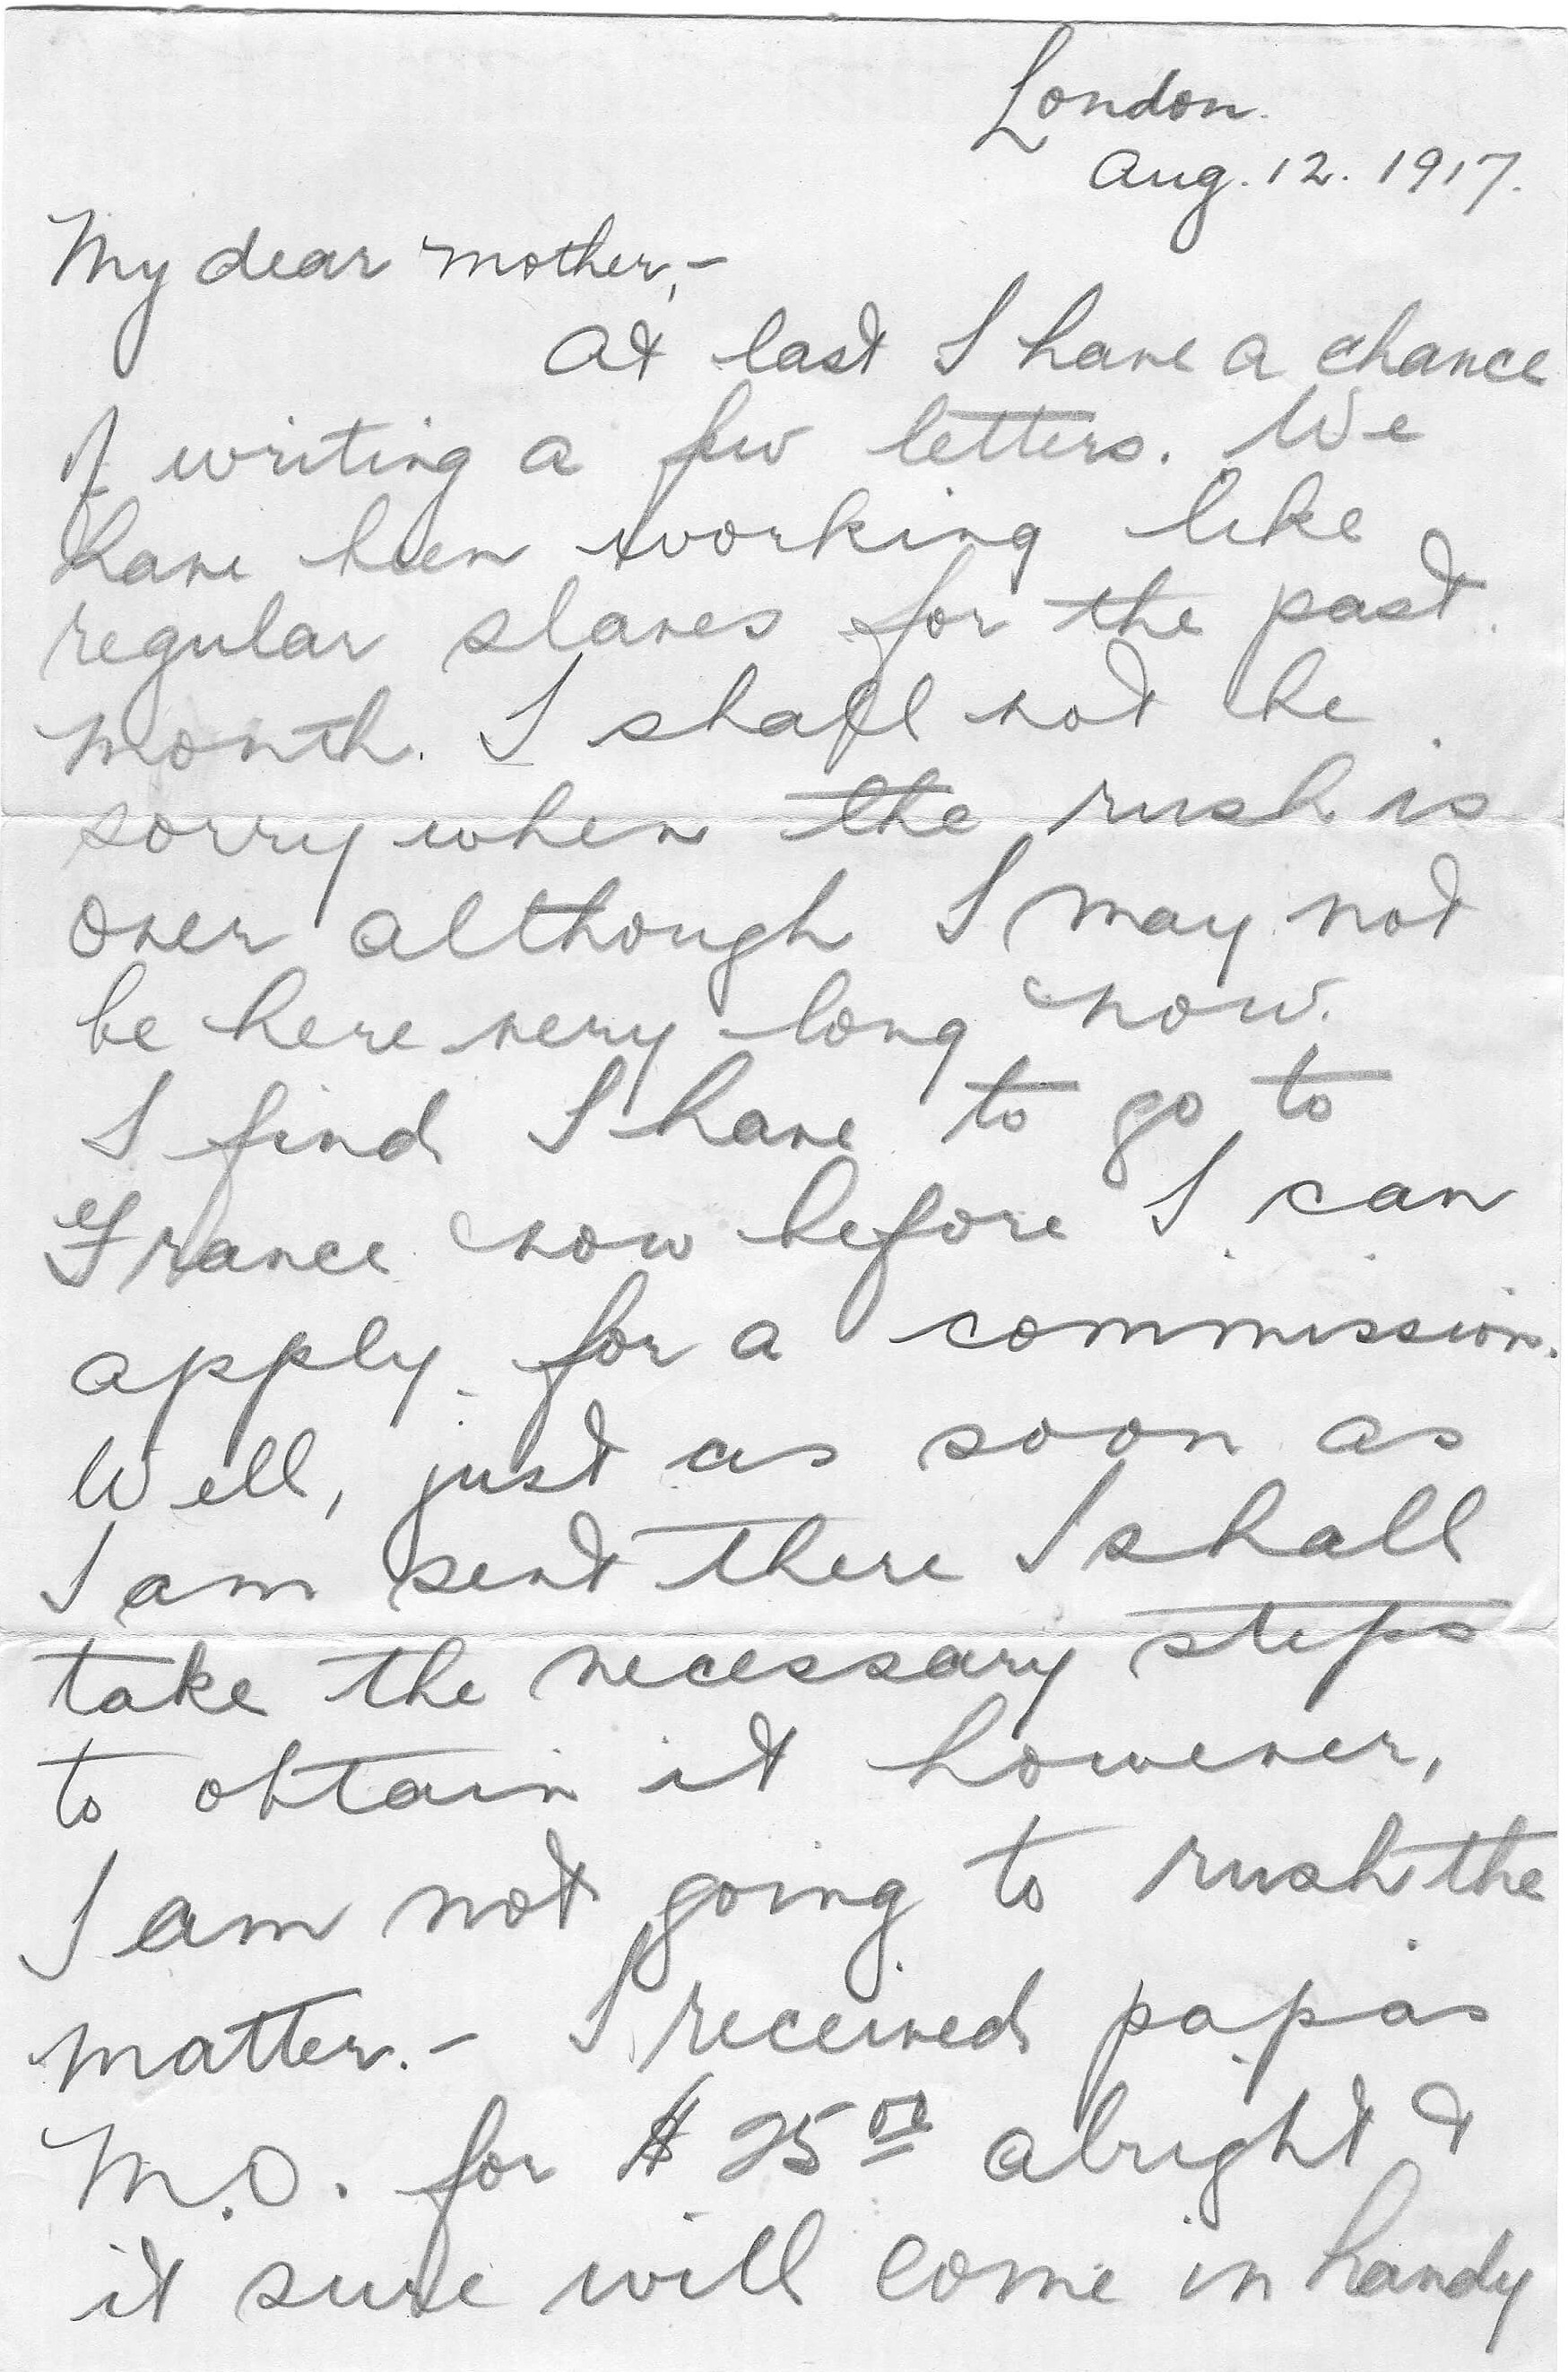 London.
Aug. 12. 1917.
My dear mother,-
At last I have a chance
of writing a few letters. We
have been working like
regular slaves for the past
month. I shall not be
sorry when the rush is
over although I may not
be here very long now.
I find I have to go to
France now before I can
apply for a commission.
Well, just as soon as
I am sent there I shall
take the necessary steps
to obtain it however,
I am not going to rush the
matter.- I received papas
M.O. for $25 00 alright &
it sure will come in handy